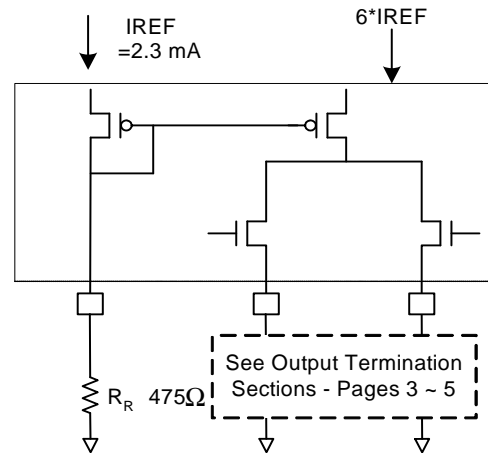 IREF
=2.3 mA
6*IREF
See Output Termination
Sections - Pages 3 ~ 5
RR 475Ω